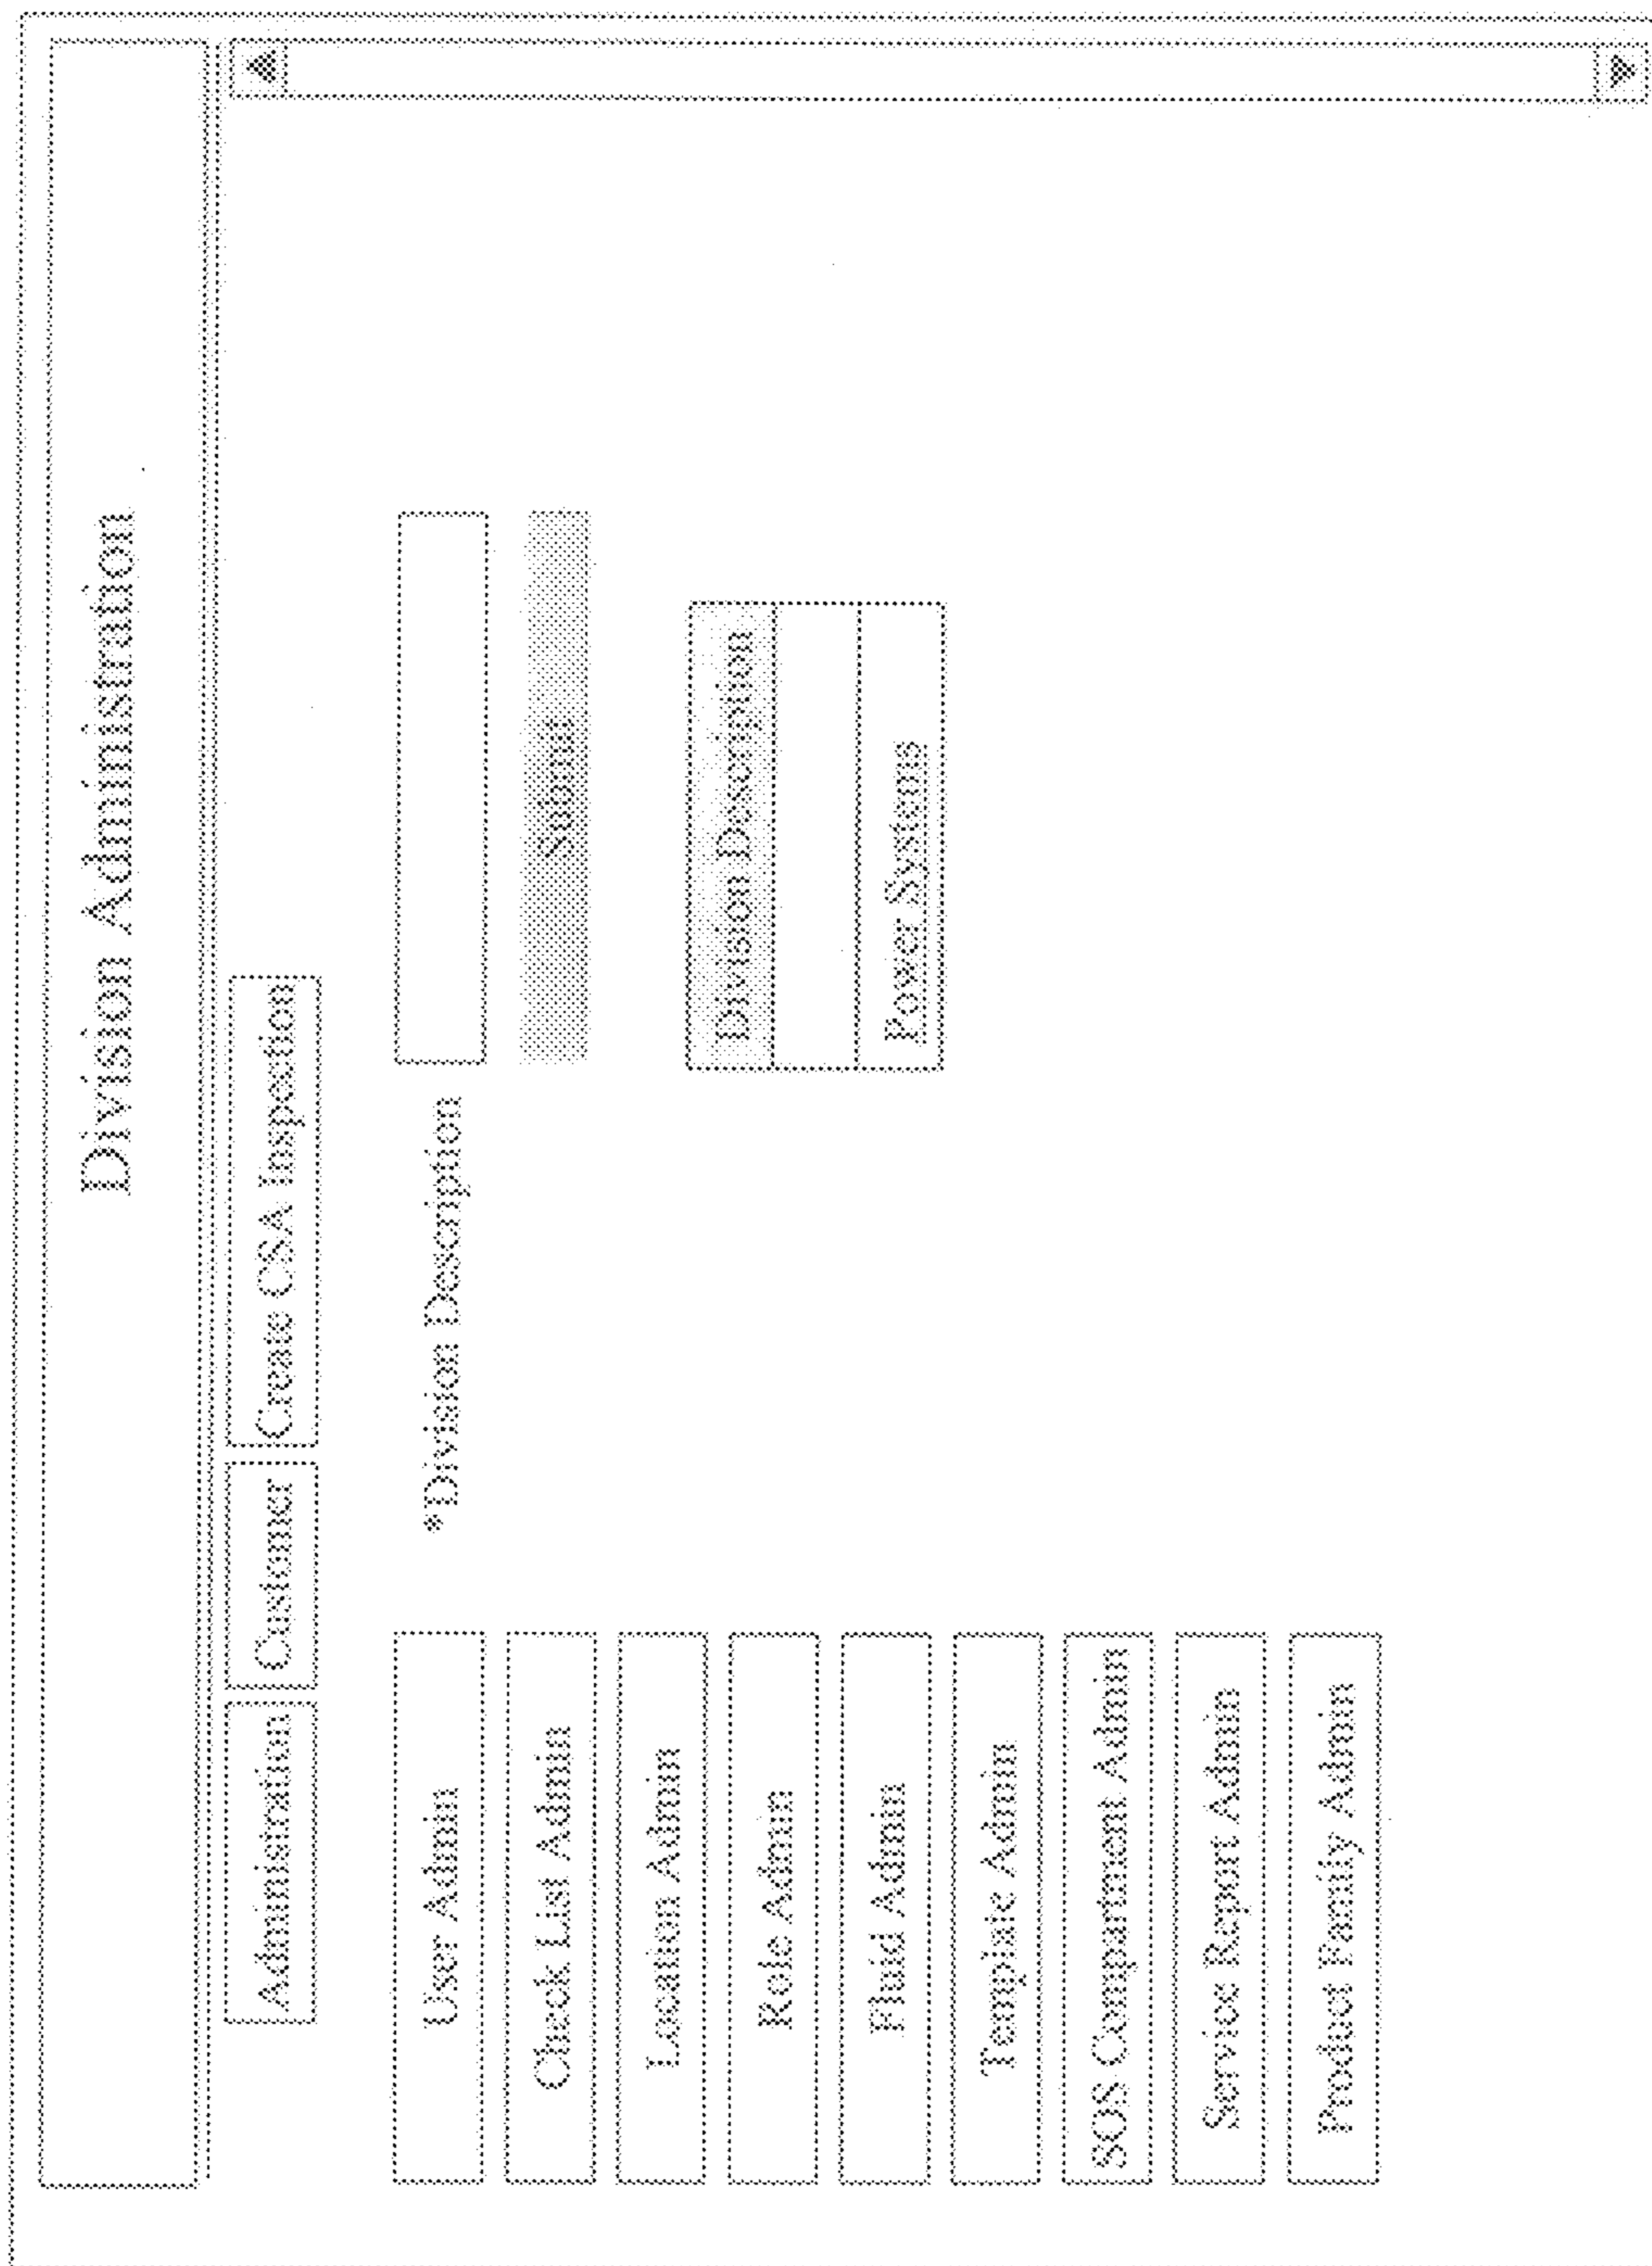 Division Administration
Administration Customer Create CSA Inspection
User Admin
*Division Description
Check List Admin
Submit
Location Admin
Division Description
Role Admin
Fluid Admin
Power Systems
Template Admin
SOS Compartment Admin
Service Report Admin
Product Family Admin